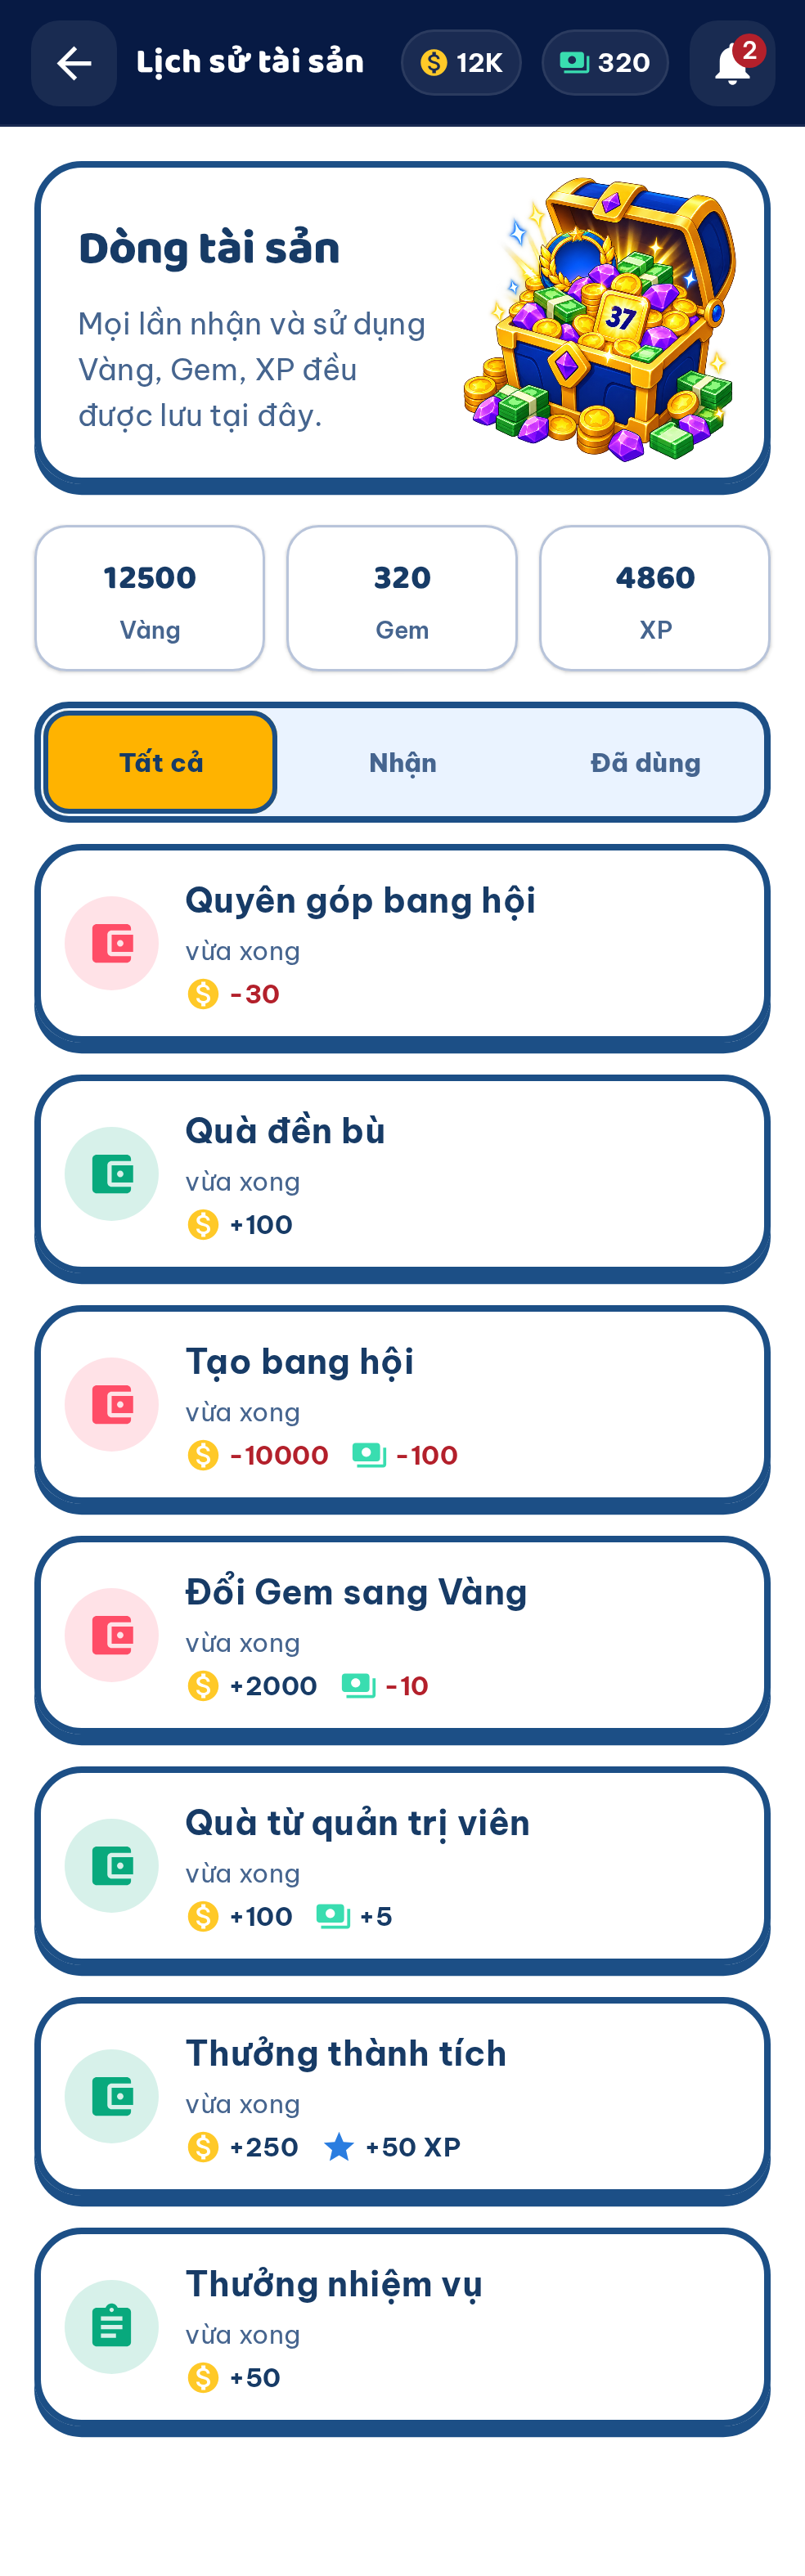 Lịch sử tài sản
12K
320
2
Dòng tài sản
Mọi lần nhận và sử dụng
Vàng, Gem, XP đều
được lưu tại đây.
37
12500
Vàng
320
Gem
4860
XP
Tất cả
Nhận
Đã dùng
Quyên góp bang hội
vừa xong
-30
Quà đền bù
vừa xong
+100
Tạo bang hội
vừa xong
-10000 -100
Đổi Gem sang Vàng
vừa xong
+2000 -10
Quà từ quản trị viên
vừa xong
+100 +5
Thưởng thành tích
vừa xong
+250 +50 XP
Thưởng nhiệm vụ
vừa xong
+50